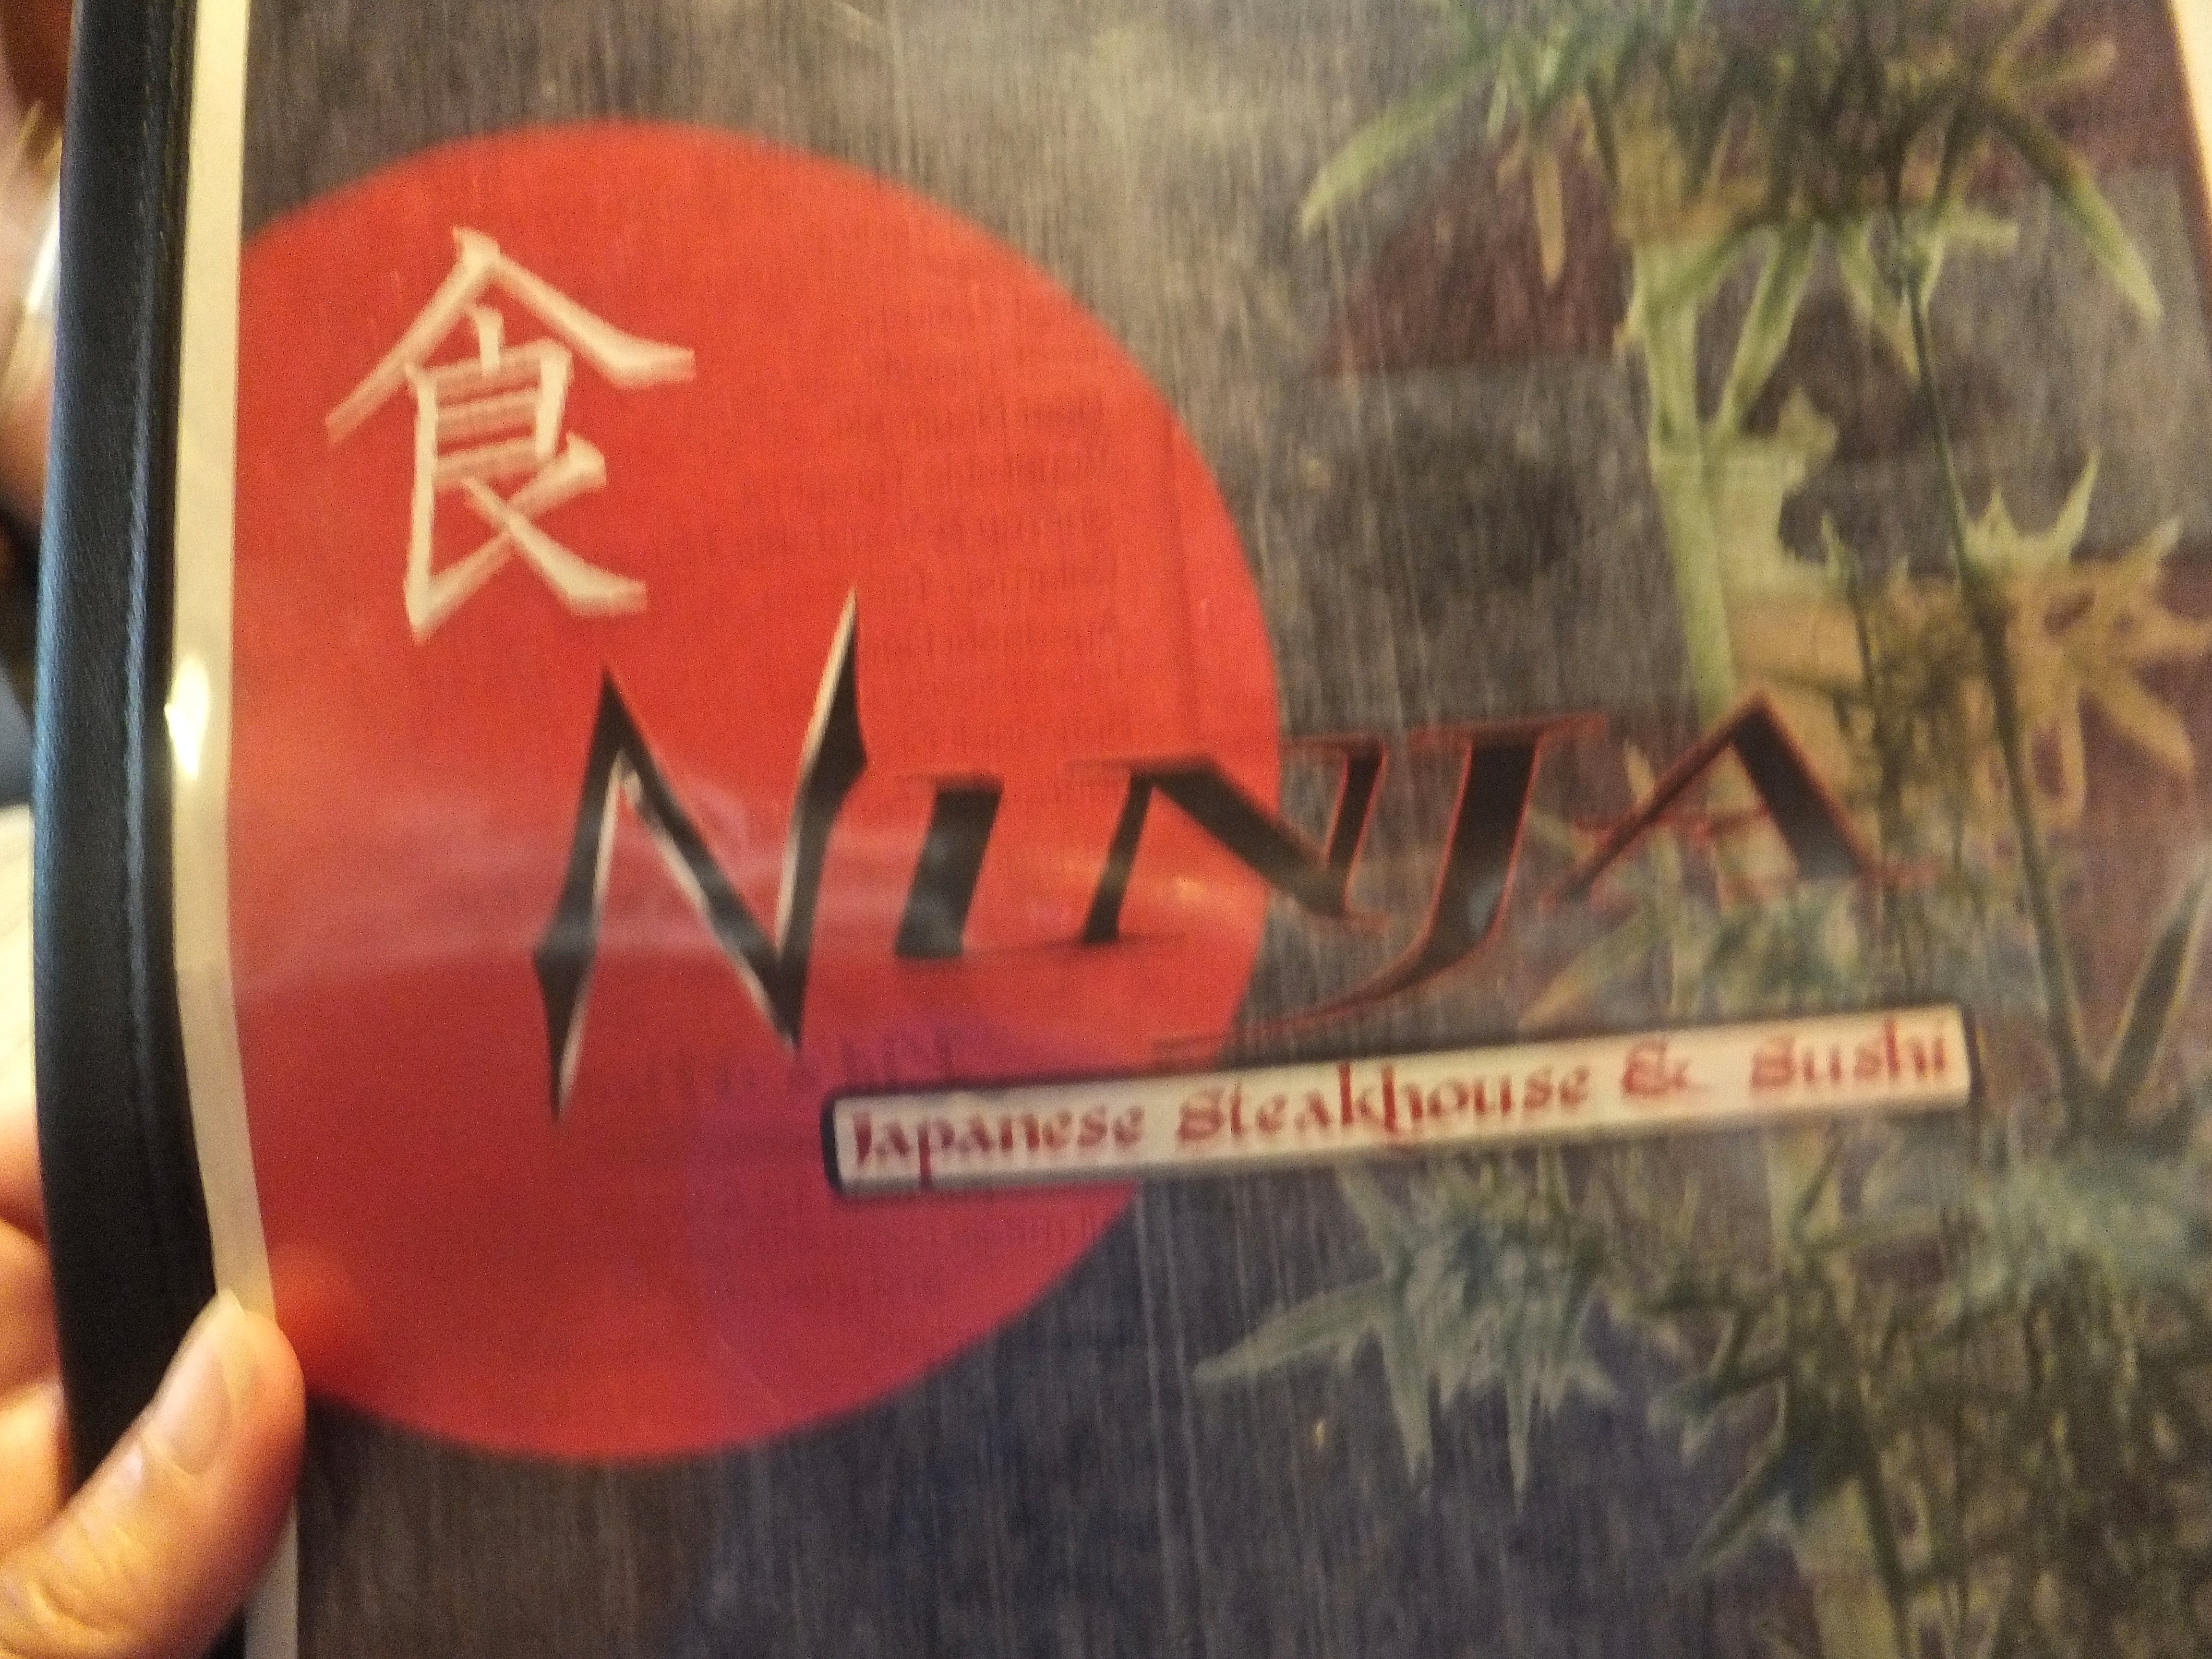 食
NINJA
Japanese Steakhouse & Sushi